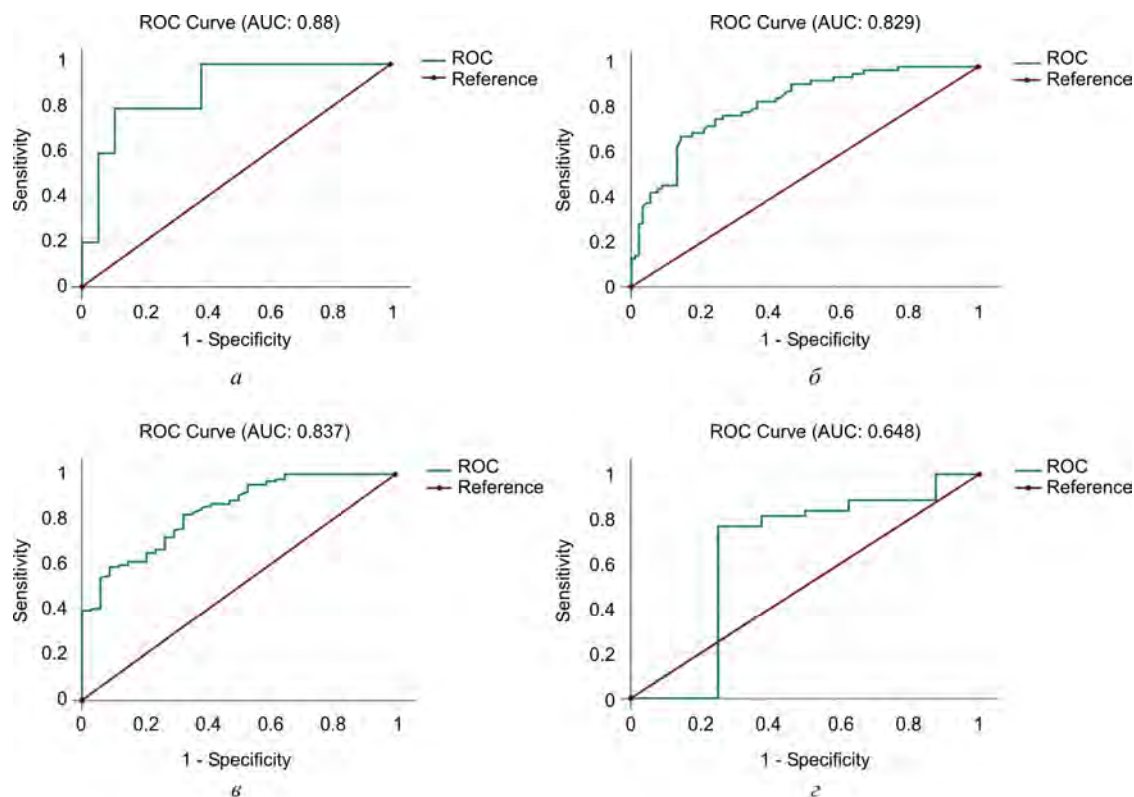 ROC Curve (AUC: 0.88)
1
0.8
0.6
0.4
0.2
0
Sensitivity
0 0.2 0.4 0.6 0.8 1
1 - Specificity
ROC
Reference
а
ROC Curve (AUC: 0.829)
1
0.8
0.6
0.4
0.2
0
Sensitivity
0 0.2 0.4 0.6 0.8 1
1 - Specificity
ROC
Reference
б
ROC Curve (AUC: 0.837)
1
0.8
0.6
0.4
0.2
0
Sensitivity
0 0.2 0.4 0.6 0.8 1
1 - Specificity
ROC
Reference
в
ROC Curve (AUC: 0.648)
1
0.8
0.6
0.4
0.2
0
Sensitivity
0 0.2 0.4 0.6 0.8 1
1 - Specificity
ROC
Reference
г